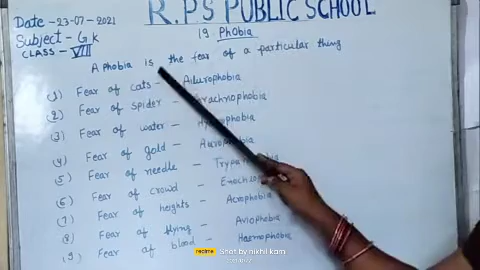 R.P.S PUBLIC SCHOOL
Date -23-07-2021
Subject - G.k
CLASS - VIII
19 Phobia
A Phobia is the fear of a particular thing
(1) Fear of cats - Ailurophobia
(2) Fear of spider - Arachnophobia
(3) Fear of water -
(4) Fear of gold - Aurophobia
(5) Fear of needle -
(6) Fear of crowd -
(7) Fear of heights - Acrophobia
(8) Fear of flying - Aviophobia
(9) Fear of blood - Haemophobia
realme Shot by nikhil kam